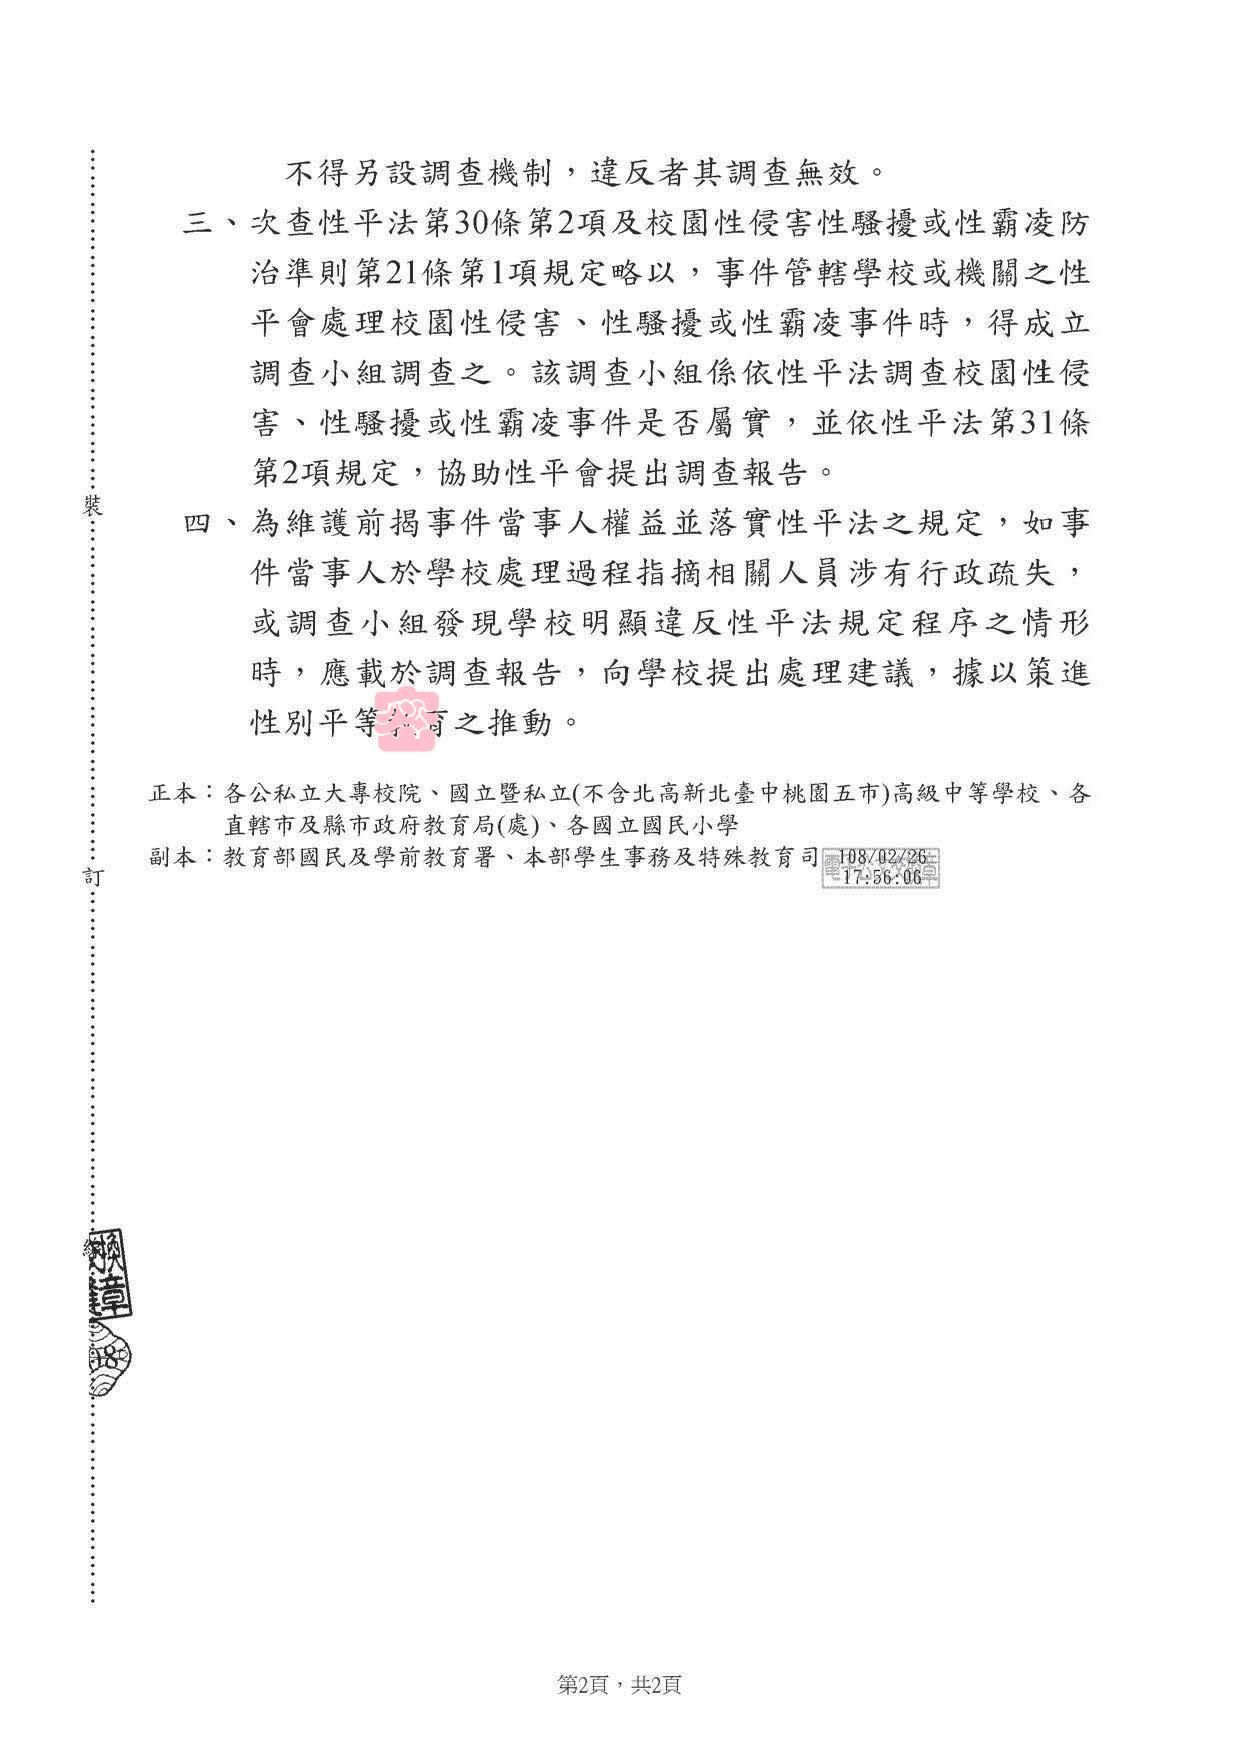 不得另設調查機制，違反者其調查無效。
三、次查性平法第30條第2項及校園性侵害性騷擾或性霸凌防
治準則第21條第1項規定略以，事件管轄學校或機關之性
平會處理校園性侵害、性騷擾或性霸凌事件時，得成立
調查小組調查之。該調查小組係依性平法調查校園性侵
害、性騷擾或性霸凌事件是否屬實，並依性平法第31條
第2項規定，協助性平會提出調查報告。
四、為維護前揭事件當事人權益並落實性平法之規定，如事
件當事人於學校處理過程指摘相關人員涉有行政疏失，
或調查小組發現學校明顯違反性平法規定程序之情形
時，應載於調查報告，向學校提出處理建議，據以策進
性別平等教育之推動。
正本：各公私立大專校院、國立暨私立(不含北高新北臺中桃園五市)高級中等學校、各
直轄市及縣市政府教育局(處)、各國立國民小學
副本：教育部國民及學前教育署、本部學生事務及特殊教育司
108/02/26
17:56:06
裝
訂
換
章
18
第2頁，共2頁